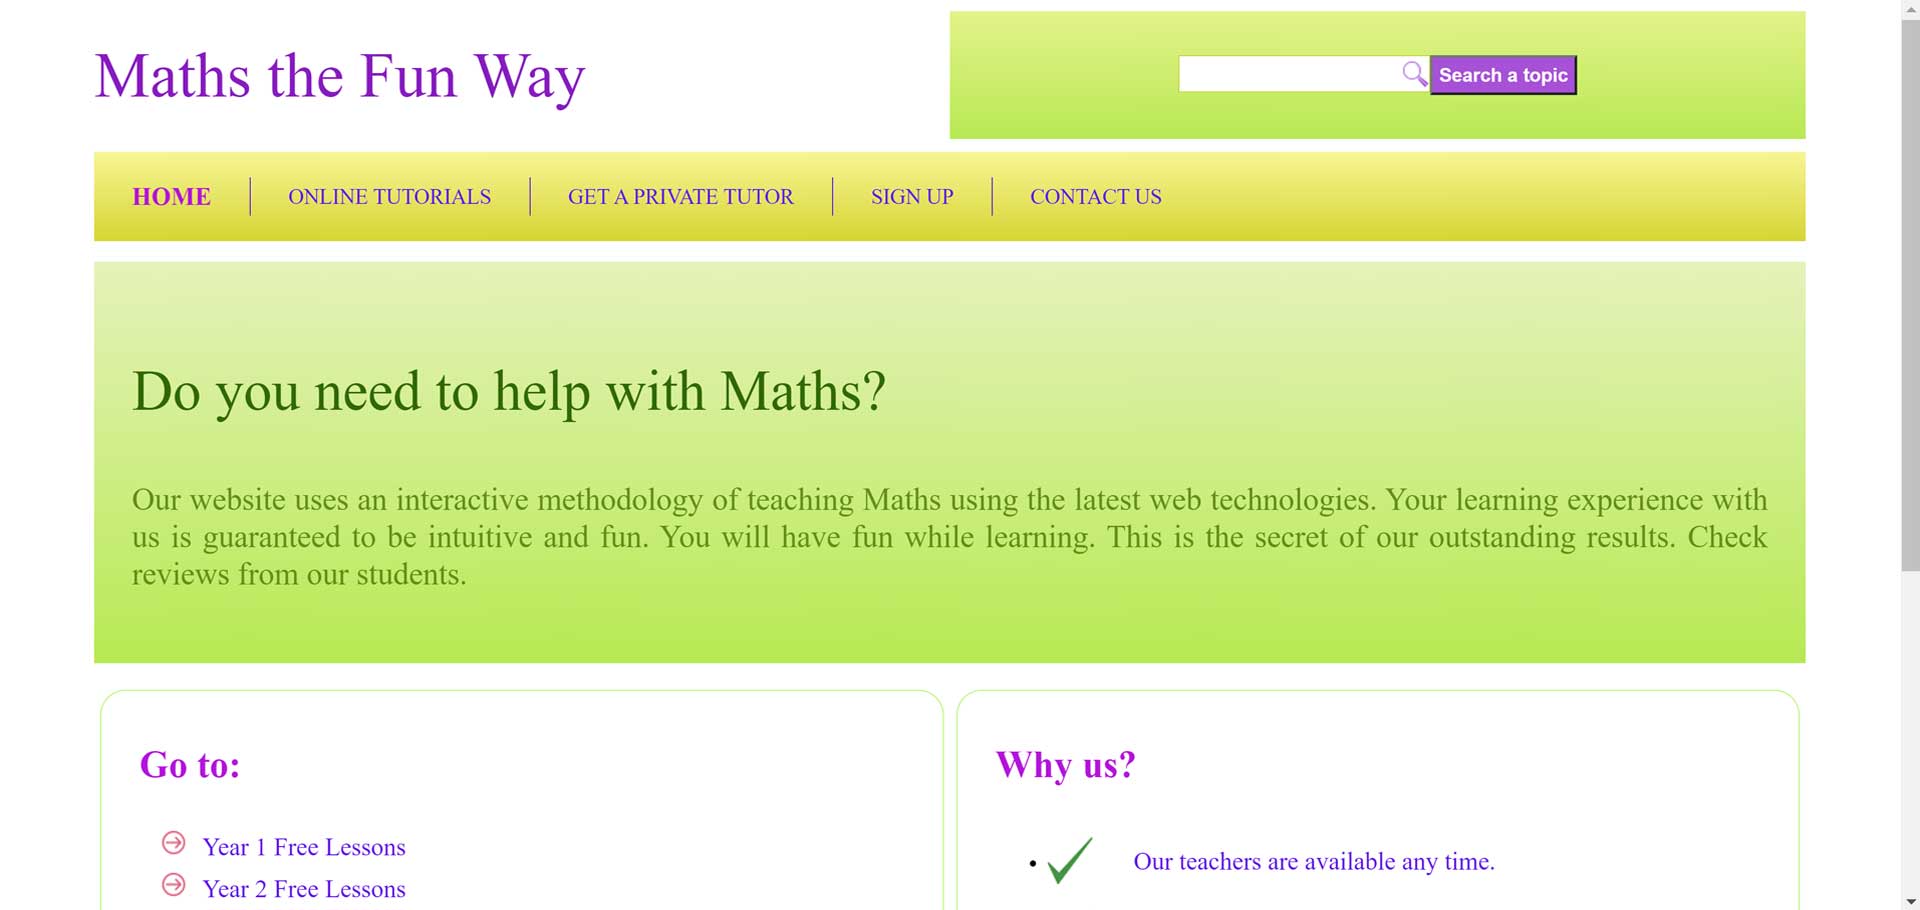 Maths the Fun Way
Search a topic
HOME
ONLINE TUTORIALS
GET A PRIVATE TUTOR
SIGN UP
CONTACT US
Do you need to help with Maths?
Our website uses an interactive methodology of teaching Maths using the latest web technologies. Your learning experience with
us is guaranteed to be intuitive and fun. You will have fun while learning. This is the secret of our outstanding results. Check
reviews from our students.
Go to:
Year 1 Free Lessons
Year 2 Free Lessons
Why us?
Our teachers are available any time.